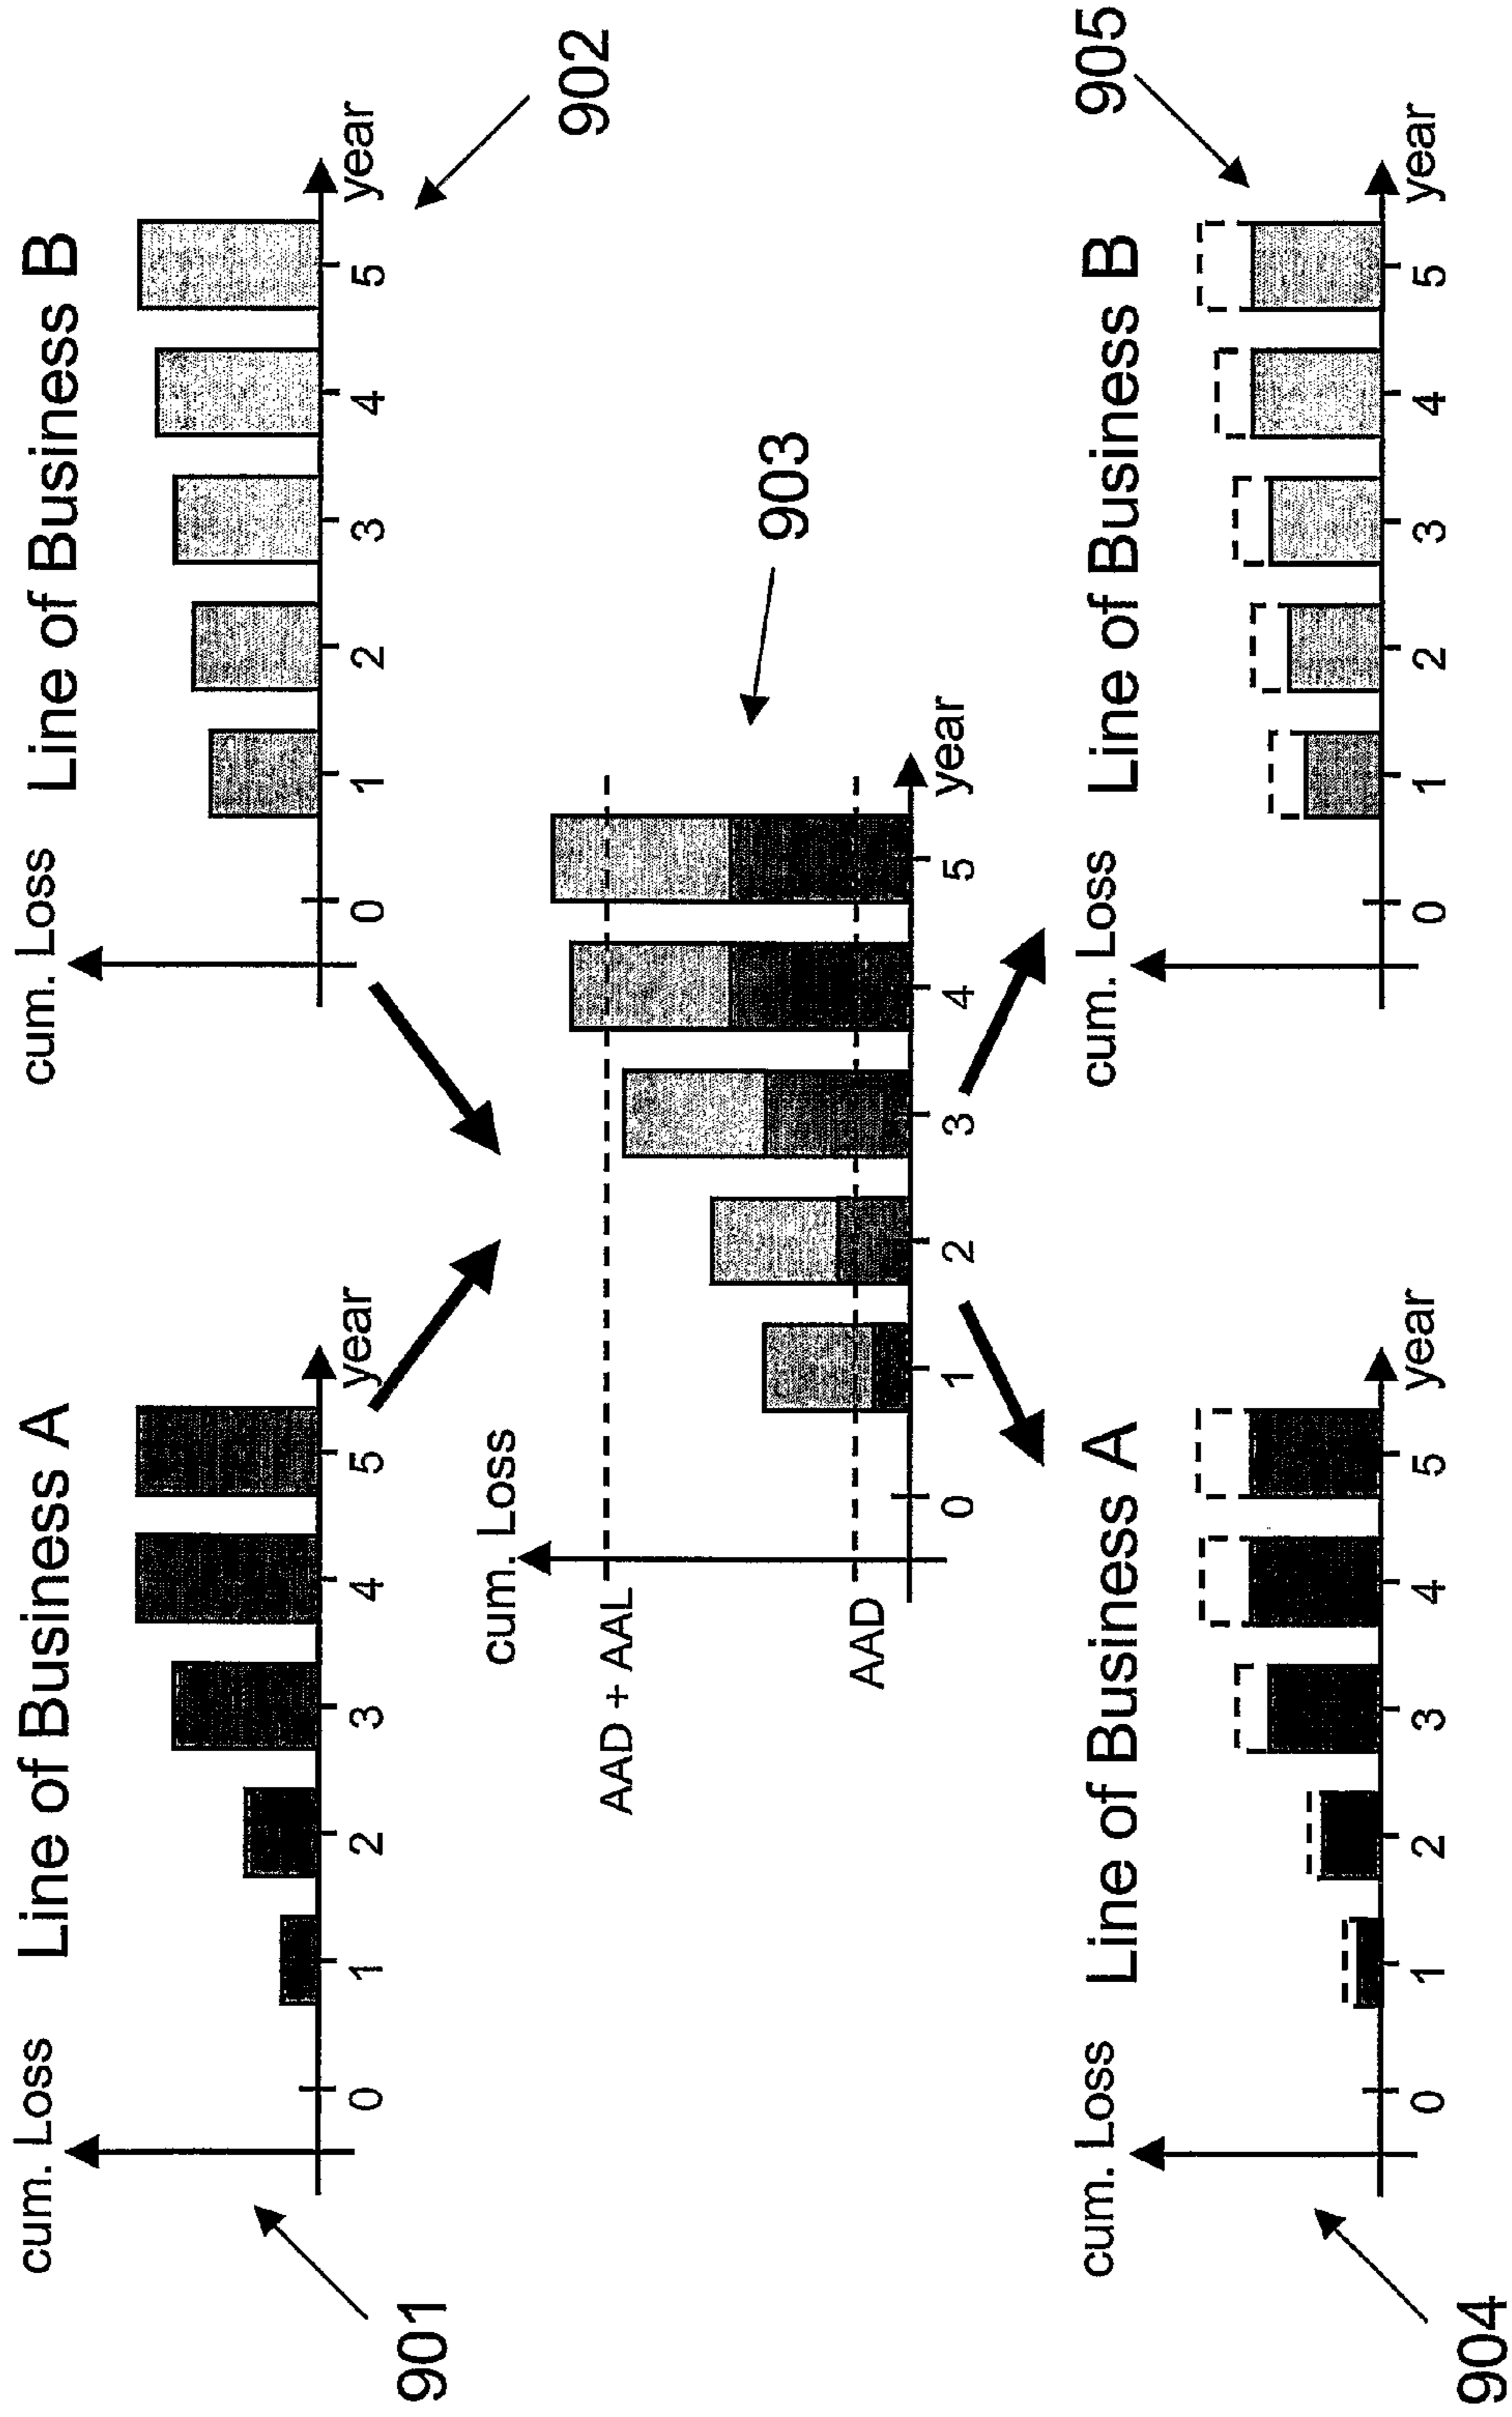 Line of Business A
cum. Loss
0 1 2 3 4 5 year
901
Line of Business B
cum. Loss
0 1 2 3 4 5 year
902
cum. Loss
AAD + AAL
AAD
0 1 2 3 4 5 year
903
Line of Business A
cum. Loss
0 1 2 3 4 5 year
904
Line of Business B
cum. Loss
0 1 2 3 4 5 year
905